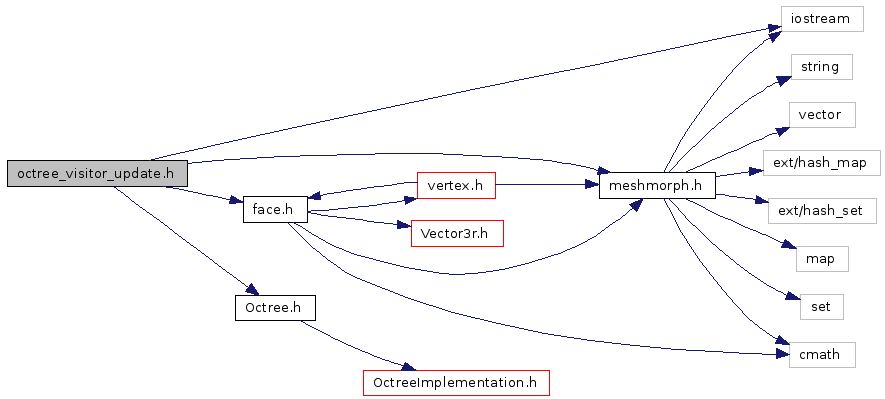 iostream
string
vector
ext/hash_map
octree_visitor_update.h
vertex.h
meshmorph.h
face.h
ext/hash_set
Vector3r.h
map
Octree.h
set
cmath
OctreeImplementation.h